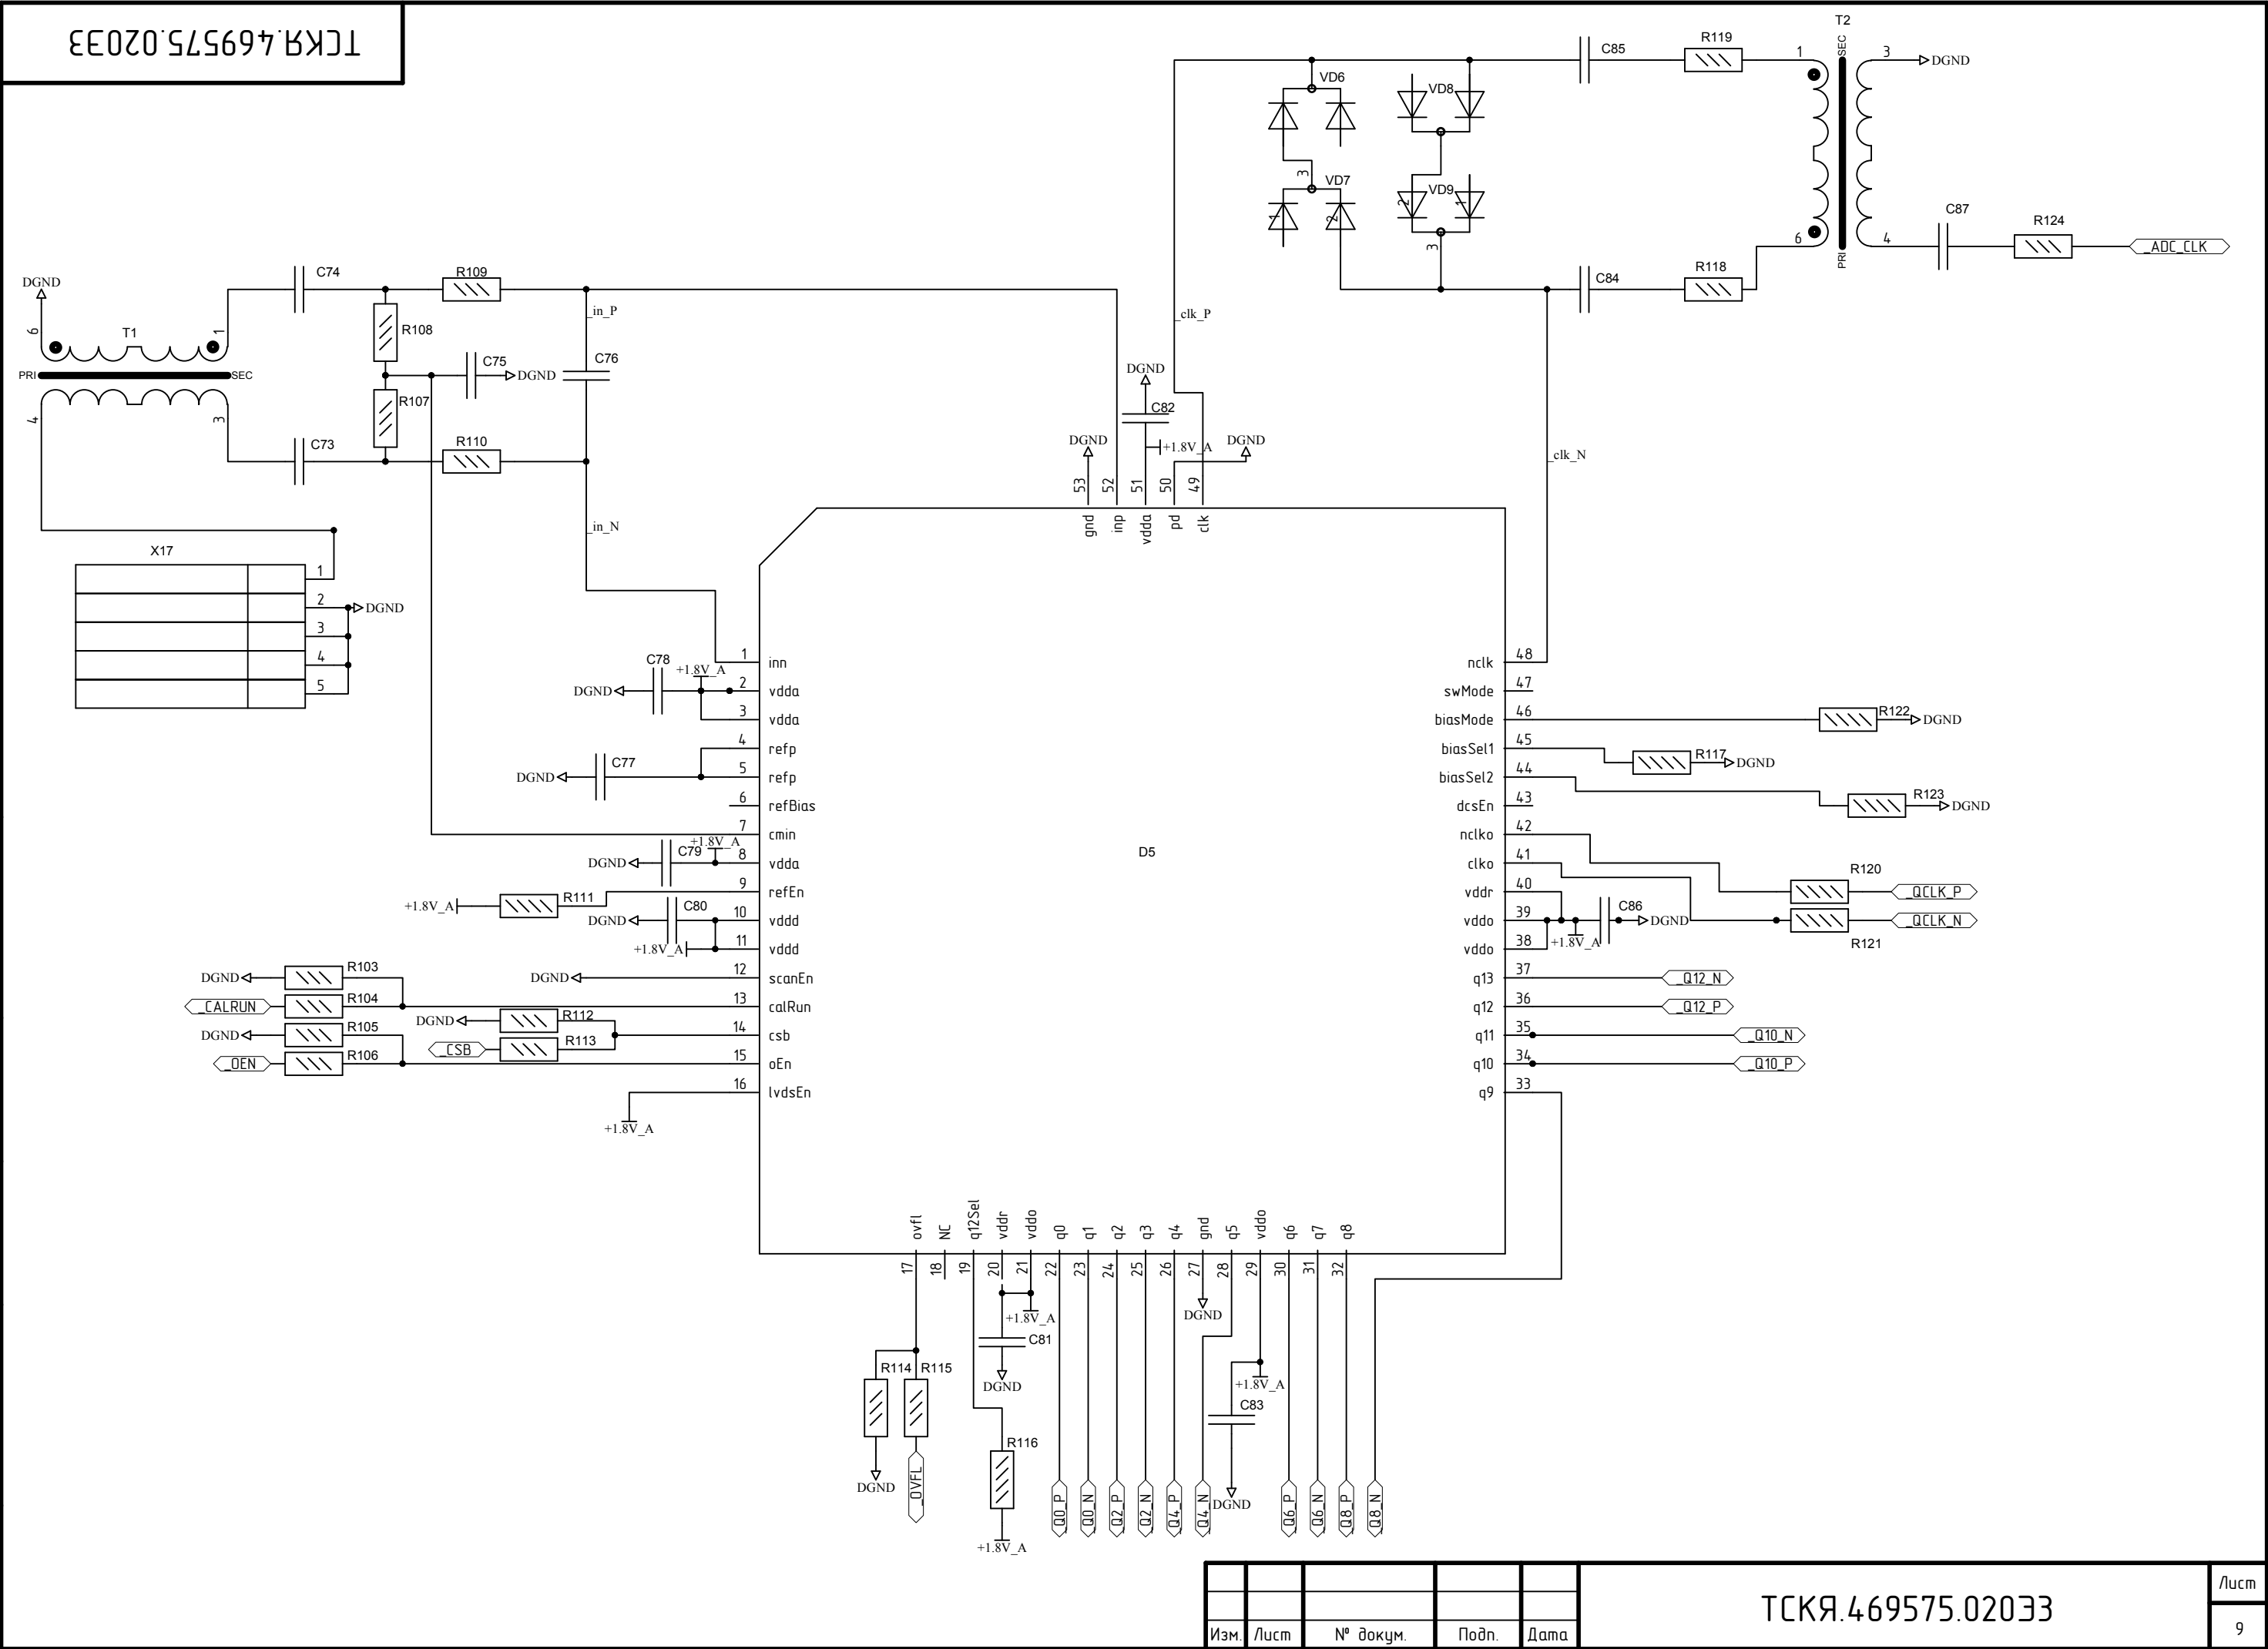 ТСКЯ.469575.020Э3
T2
SEC
PRI
1
6
3
4
DGND
C85
R119
C84
R118
C87
R124
_ADC_CLK
VD6
VD8
VD7
VD9
3
1
2
2
1
3
_clk_P
_clk_N
DGND
6
T1
1
PRI
SEC
4
3
C74
R109
R108
C75
DGND
C76
R107
C73
R110
_in_P
_in_N
X17
1
2
DGND
3
4
5
DGND
C82
+1.8V_A
DGND
DGND
53
52
51
50
49
gnd
inp
vdda
pd
clk
D5
1
inn
C78
+1.8V_A
DGND
2
vdda
3
vdda
4
refp
DGND
C77
5
refp
6
refBias
7
cmin
DGND
C79
+1.8V_A
8
vdda
9
refEn
+1.8V_A
R111
DGND
C80
10
vddd
+1.8V_A
11
vddd
DGND
12
scanEn
DGND
R103
_CALRUN
R104
13
calRun
DGND
R105
DGND
R112
14
csb
_CSB
R113
_OEN
R106
15
oEn
16
lvdsEn
+1.8V_A
nclk
48
swMode
47
biasMode
46
R122
DGND
biasSel1
45
R117
DGND
biasSel2
44
R123
DGND
dcsEn
43
nclko
42
clko
41
R120
_QCLK_P
vddr
40
vddo
39
C86
DGND
R121
_QCLK_N
vddo
38
+1.8V_A
q13
37
_Q12_N
q12
36
_Q12_P
q11
35
_Q10_N
q10
34
_Q10_P
q9
33
ovfl
NC
q12Sel
vddr
vddo
q0
q1
q2
q3
q4
gnd
q5
vddo
q6
q7
q8
17
18
19
20
21
22
23
24
25
26
27
28
29
30
31
32
+1.8V_A
C81
DGND
DGND
R114
R115
DGND
_OVFL
R116
+1.8V_A
+1.8V_A
C83
DGND
_Q0_P
_Q0_N
_Q2_P
_Q2_N
_Q4_P
_Q4_N
_Q6_P
_Q6_N
_Q8_P
_Q8_N
Изм.
Лист
№ докум.
Подп.
Дата
ТСКЯ.469575.020Э3
Лист
9